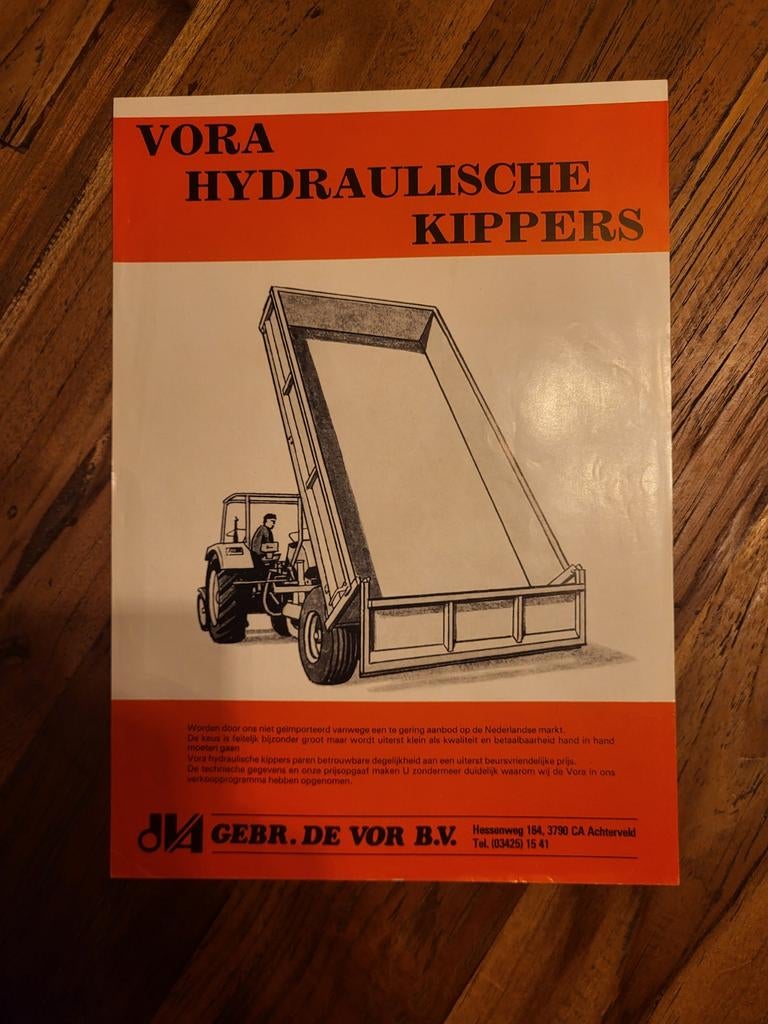 VORA
HYDRAULISCHE
KIPPERS
Worden door ons niet geïmporteerd vanwege een te gering aanbod op de Nederlandse markt.
De keus is feitelijk bijzonder groot maar wordt uiterst klein als kwaliteit en betaalbaarheid hand in hand
moeten gaan
Vora hydraulische kippers paren betrouwbare degelijkheid aan een uiterst beursvriendelijke prijs.
De technische gegevens en onze prijsopgaaf maken U zondermeer duidelijk waarom wij de Vora in ons
verkoopprogramma hebben opgenomen.
dVA GEBR. DE VOR B.V. Hessenweg 184, 3790 CA Achterveld
Tel. (03425) 15 41